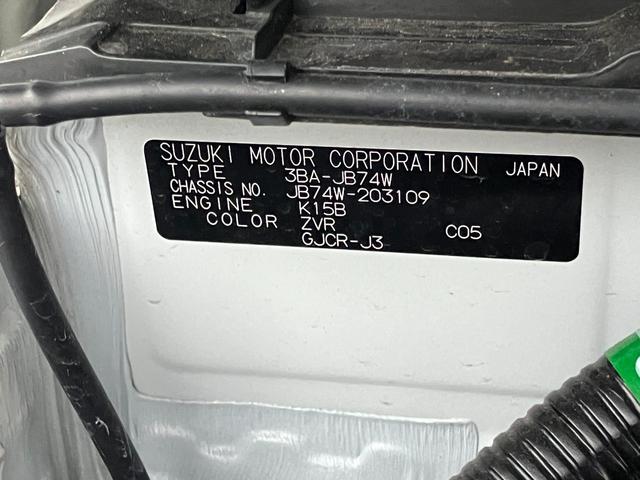 SUZUKI MOTOR CORPORATION JAPAN
TYPE 3BA-JB74W
CHASSIS NO. JB74W-203109
ENGINE K15B
COLOR ZVR C05
GJCR-J3